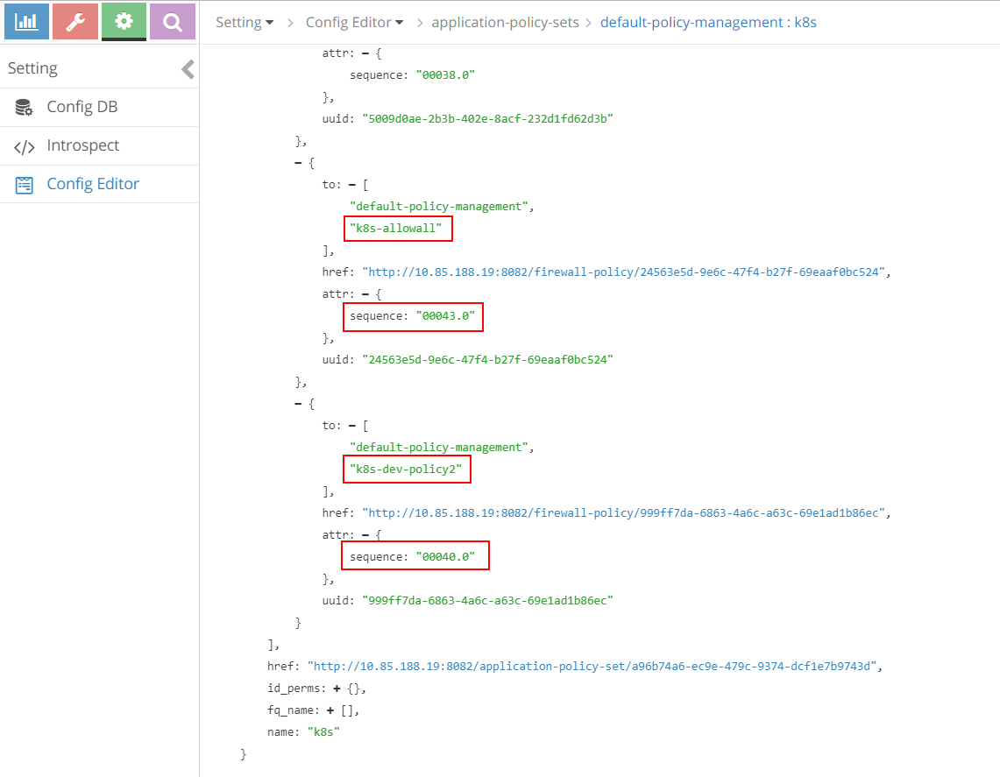 Setting > Config Editor > application-policy-sets > default-policy-management : k8s
Setting
Config DB
</> Introspect
Config Editor
attr: − {
sequence: "00038.0"
},
uuid: "5009d0ae-2b3b-402e-8acf-232d1fd62d3b"
},
− {
to: − [
"default-policy-management",
"k8s-allowall"
],
href: "http://10.85.188.19:8082/firewall-policy/24563e5d-9e6c-47f4-b27f-69eaaf0bc524",
attr: − {
sequence: "00043.0"
},
uuid: "24563e5d-9e6c-47f4-b27f-69eaaf0bc524"
},
− {
to: − [
"default-policy-management",
"k8s-dev-policy2"
],
href: "http://10.85.188.19:8082/firewall-policy/999ff7da-6863-4a6c-a63c-69e1ad1b86ec",
attr: − {
sequence: "00040.0"
},
uuid: "999ff7da-6863-4a6c-a63c-69e1ad1b86ec"
}
],
href: "http://10.85.188.19:8082/application-policy-set/a96b74a6-ec9e-479c-9374-dcf1e7b9743d",
id_perms: + {},
fq_name: + [],
name: "k8s"
}